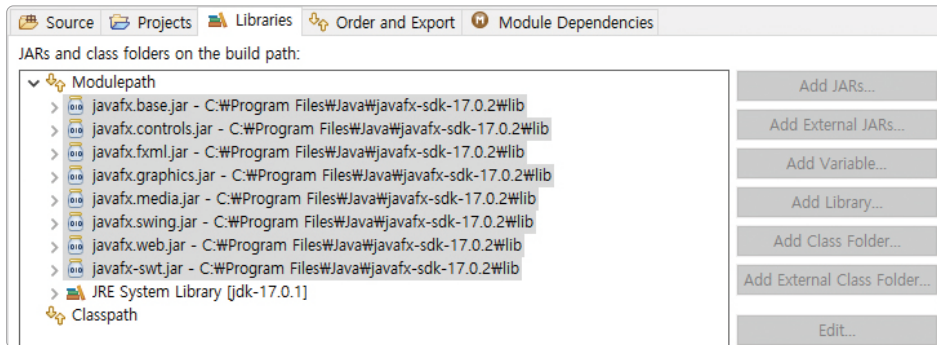 Source Projects Libraries Order and Export Module Dependencies
JARs and class folders on the build path:
Modulepath
javafx.base.jar - C:₩Program Files₩Java₩javafx-sdk-17.0.2₩lib
javafx.controls.jar - C:₩Program Files₩Java₩javafx-sdk-17.0.2₩lib
javafx.fxml.jar - C:₩Program Files₩Java₩javafx-sdk-17.0.2₩lib
javafx.graphics.jar - C:₩Program Files₩Java₩javafx-sdk-17.0.2₩lib
javafx.media.jar - C:₩Program Files₩Java₩javafx-sdk-17.0.2₩lib
javafx.swing.jar - C:₩Program Files₩Java₩javafx-sdk-17.0.2₩lib
javafx.web.jar - C:₩Program Files₩Java₩javafx-sdk-17.0.2₩lib
javafx-swt.jar - C:₩Program Files₩Java₩javafx-sdk-17.0.2₩lib
JRE System Library [jdk-17.0.1]
Classpath
Add JARs...
Add External JARs...
Add Variable...
Add Library...
Add Class Folder...
Add External Class Folder...
Edit...